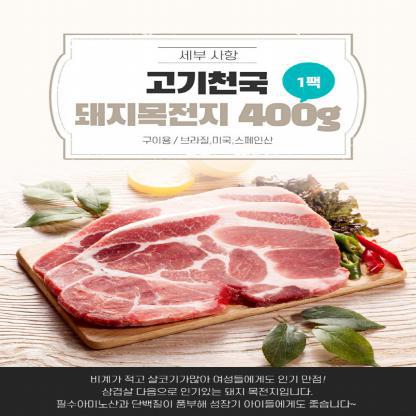 세부 사항
고기천국
1팩
돼지목전지 400g
구이용 / 브라질,미국,스페인산
비계가 적고 살코기가많아 여성들에게도 인기 만점!
삼겹살 다음으로 인기있는 돼지 목전지입니다.
필수아미노산과 단백질이 풍부해 성장기 아이들에게도 좋습니다~